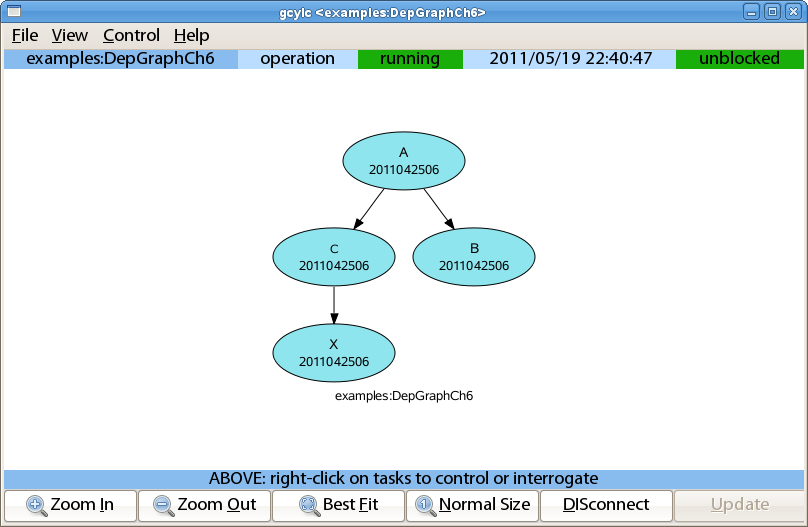 gcylc <examples:DepGraphCh6>
File View Control Help
examples:DepGraphCh6 operation running 2011/05/19 22:40:47 unblocked
A
2011042506
C
2011042506
B
2011042506
X
2011042506
examples:DepGraphCh6
ABOVE: right-click on tasks to control or interrogate
Zoom In Zoom Out Best Fit 1 Normal Size DISconnect Update